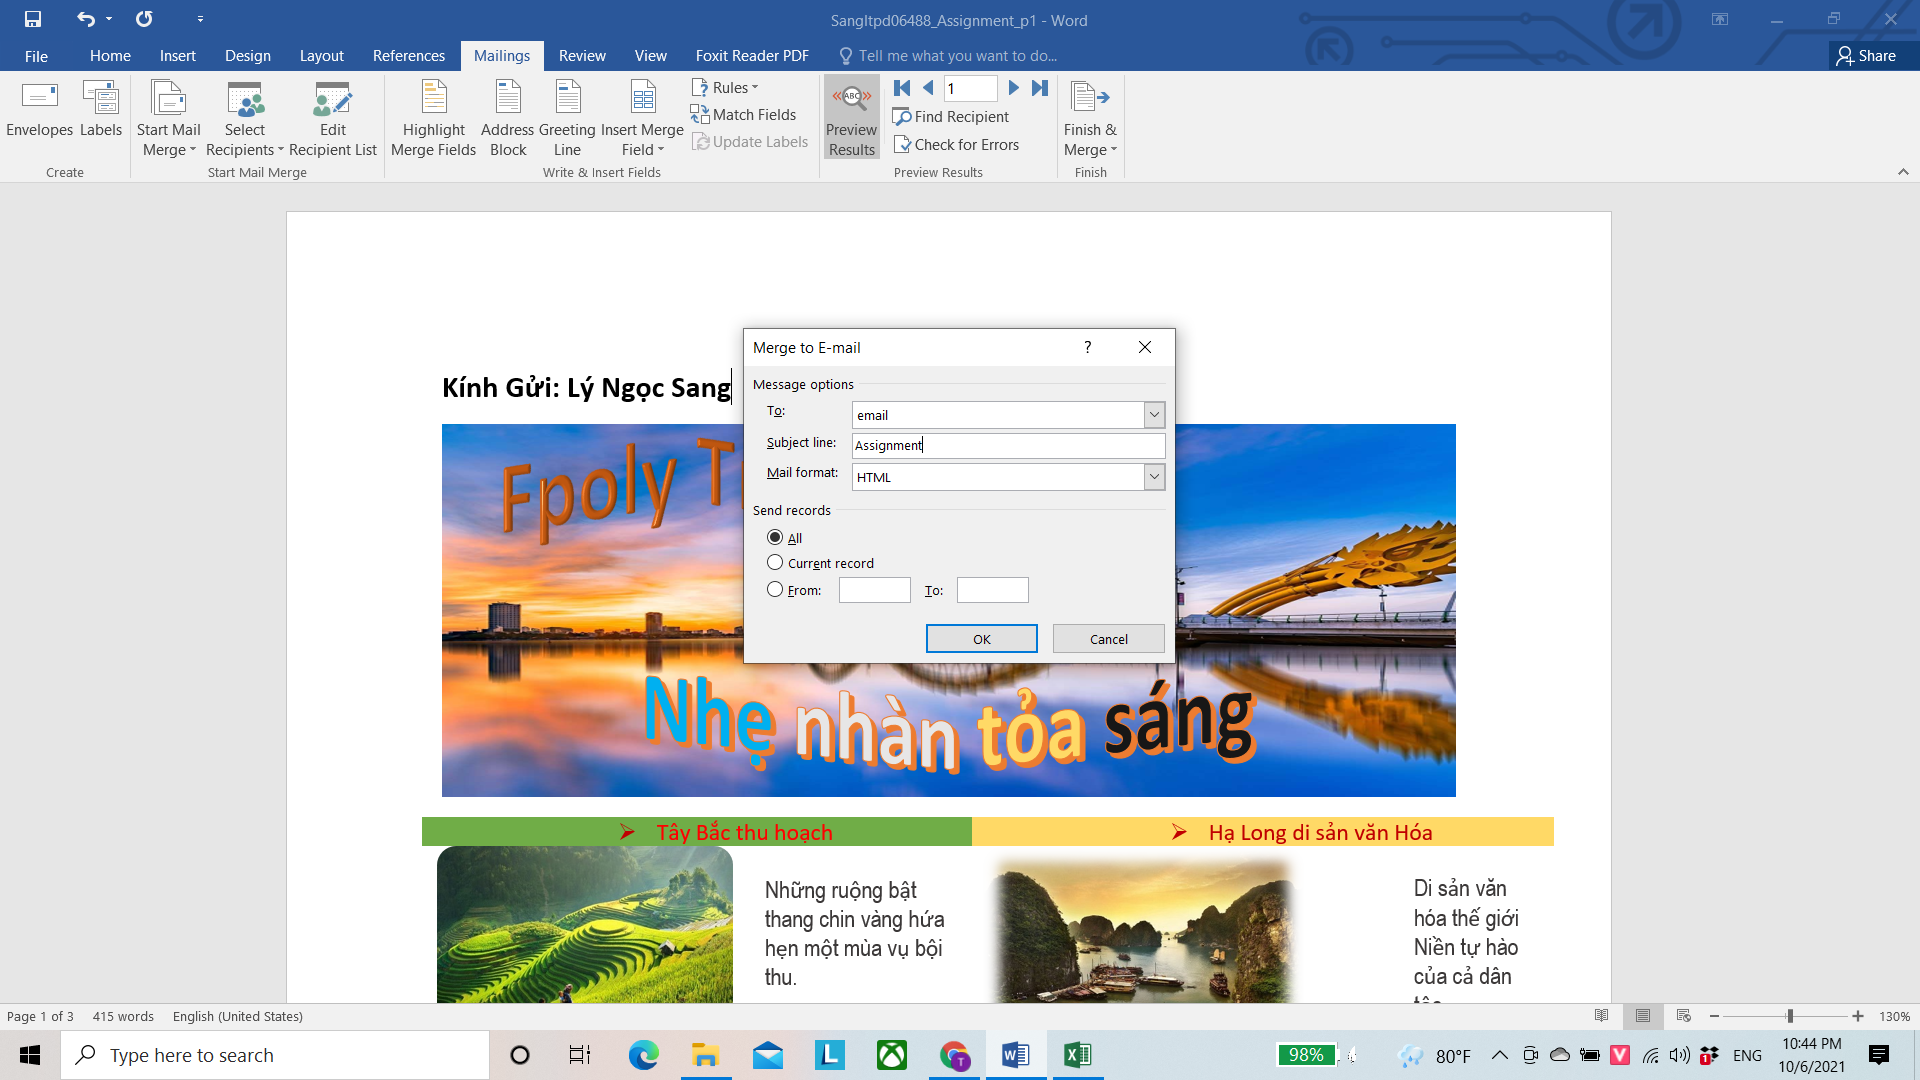 Sangltpd06488_Assignment_p1 - Word
File Home Insert Design Layout References Mailings Review View Foxit Reader PDF Tell me what you want to do... Share
Envelopes Labels
Create
Start Mail Merge Select Recipients Edit Recipient List
Start Mail Merge
Highlight Merge Fields Address Block Greeting Line Insert Merge Field
Rules
Match Fields
Update Labels
Write & Insert Fields
ABC
Preview Results
1
Find Recipient
Check for Errors
Preview Results
Finish & Merge
Finish
Kính Gửi: Lý Ngọc Sang
Merge to E-mail ?
Message options
To: email
Subject line: Assignment
Mail format: HTML
Send records
All
Current record
From: To:
OK Cancel
Fpoly
Nhẹ nhàn tỏa sáng
Tây Bắc thu hoạch
Hạ Long di sản văn Hóa
Những ruộng bật
thang chin vàng hứa
hẹn một mùa vụ bội
thu.
Di sản văn
hóa thế giới
Niền tự hào
của cả dân
Page 1 of 3 415 words English (United States) 130%
Type here to search
L
T
98%
80°F
V
1
ENG
10:44 PM
10/6/2021